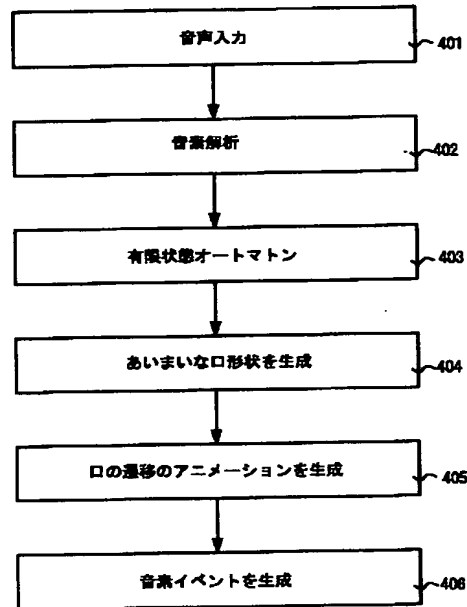 音声入力
401
音素解析
402
有限状態オートマトン
403
あいまいな口形状を生成
404
口の遷移のアニメーションを生成
405
音素イベントを生成
406